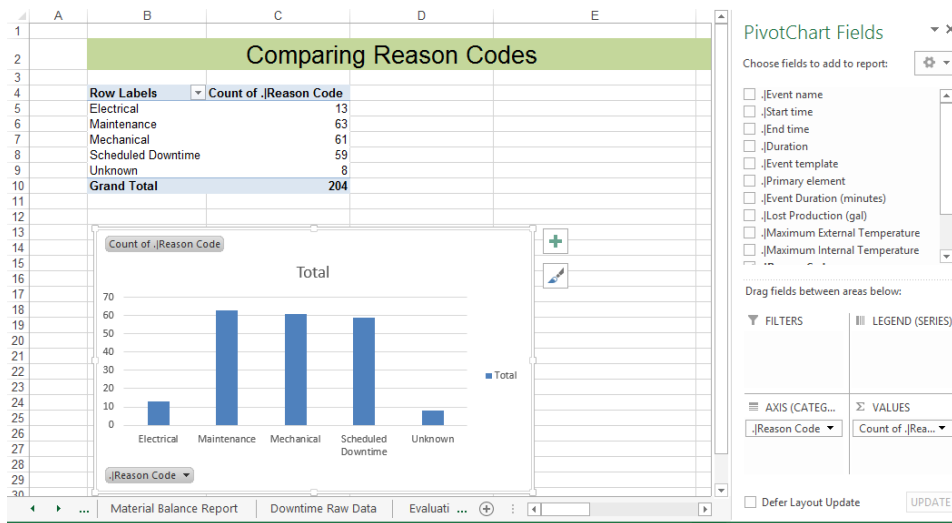 A B C D E
1
2 Comparing Reason Codes
3
4 Row Labels Count of .|Reason Code
5 Electrical 13
6 Maintenance 63
7 Mechanical 61
8 Scheduled Downtime 59
9 Unknown 8
10 Grand Total 204
11
12
13
14
15
16
17
18
19
20
21
22
23
24
25
26
27
28
29
30
Count of .|Reason Code
Total
70
60
50
40
30
20
10
0
Electrical Maintenance Mechanical Scheduled Downtime Unknown
Total
.|Reason Code
... Material Balance Report Downtime Raw Data Evaluati ...
PivotChart Fields
Choose fields to add to report:
.|Event name
.|Start time
.|End time
.|Duration
.|Event template
.|Primary element
.|Event Duration (minutes)
.|Lost Production (gal)
.|Maximum External Temperature
.|Maximum Internal Temperature
Drag fields between areas below:
FILTERS LEGEND (SERIES)
AXIS (CATEG... Σ VALUES
.|Reason Code Count of .|Rea...
Defer Layout Update UPDATE